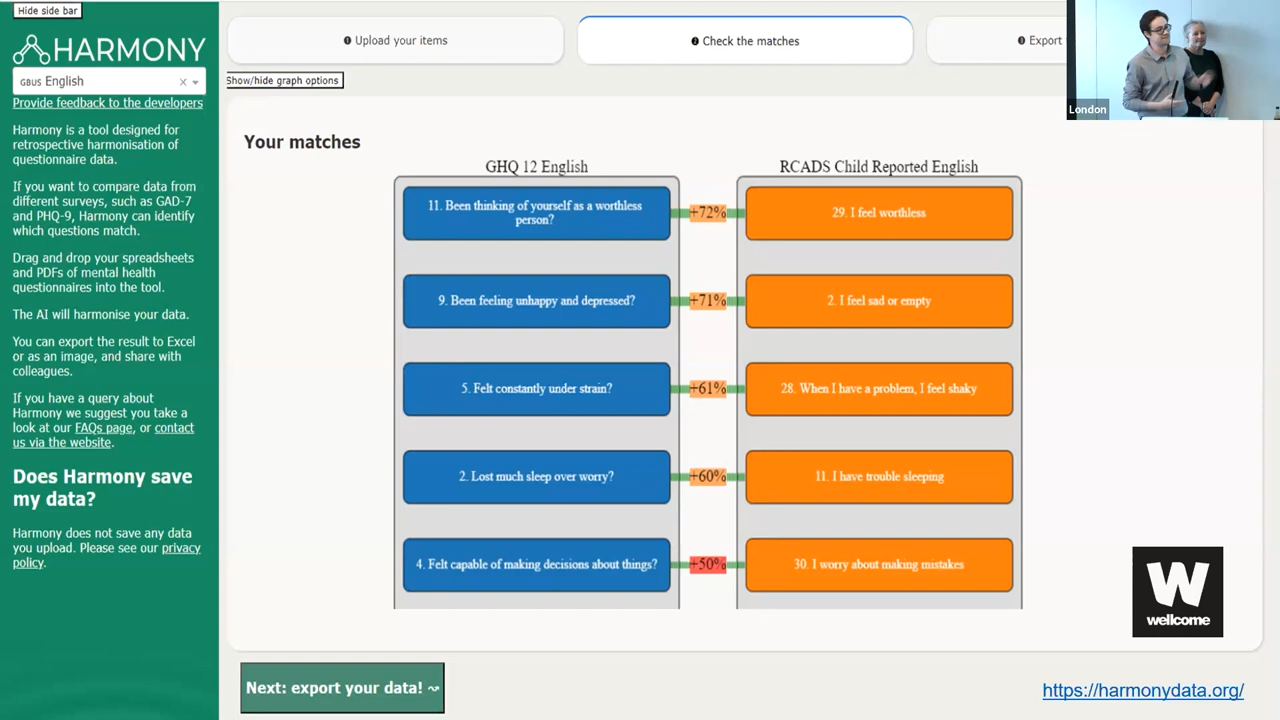 Hide side bar
HARMONY
GBUS English
Provide feedback to the developers
Harmony is a tool designed for
retrospective harmonisation of
questionnaire data.
If you want to compare data from
different surveys, such as GAD-7
and PHQ-9, Harmony can identify
which questions match.
Drag and drop your spreadsheets
and PDFs of mental health
questionnaires into the tool.
The AI will harmonise your data.
You can export the result to Excel
or as an image, and share with
colleagues.
If you have a query about
Harmony we suggest you take a
look at our FAQs page, or contact
us via the website.
Does Harmony save
my data?
Harmony does not save any data
you upload. Please see our privacy
policy.
❶ Upload your items
❷ Check the matches
Export
London
Show/hide graph options
Your matches
GHQ 12 English
RCADS Child Reported English
11. Been thinking of yourself as a worthless
person?
+72%
29. I feel worthless
9. Been feeling unhappy and depressed?
+71%
2. I feel sad or empty
5. Felt constantly under strain?
+61%
28. When I have a problem, I feel shaky
2. Lost much sleep over worry?
+60%
11. I have trouble sleeping
4. Felt capable of making decisions about things?
+50%
30. I worry about making mistakes
W
wellcome
Next: export your data! ↝
https://harmonydata.org/